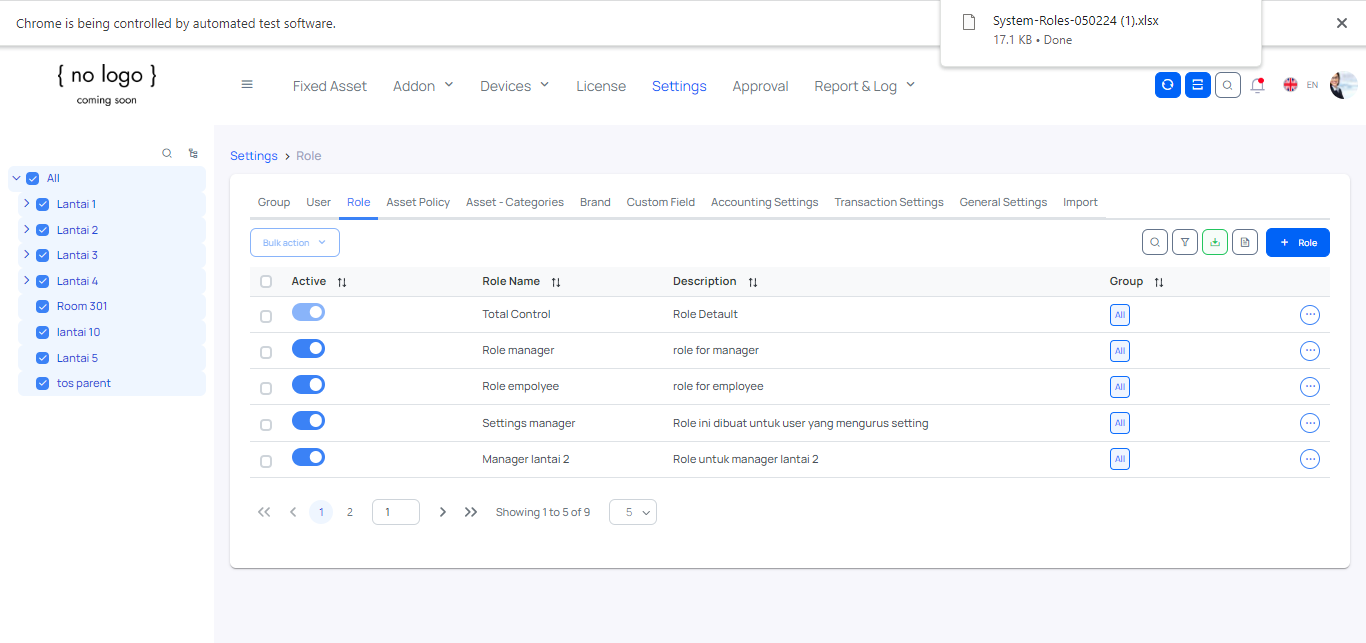 Chrome is being controlled by automated test software.
System-Roles-050224 (1).xlsx
17.1 KB • Done
{ no logo }
coming soon
Fixed Asset Addon Devices License Settings Approval Report & Log EN
Settings > Role
All
Lantai 1
Lantai 2
Lantai 3
Lantai 4
Room 301
lantai 10
Lantai 5
tos parent
Group User Role Asset Policy Asset - Categories Brand Custom Field Accounting Settings Transaction Settings General Settings Import
Bulk action + Role
Active Role Name Description Group
Total Control Role Detault All
Role manager role for manager All
Role empolyee role for employee All
Settings manager Role ini dibuat untuk user yang mengurus setting All
Manager lantai 2 Role untuk manager lantai 2 All
1 2 1 Showing 1 to 5 of 9 5